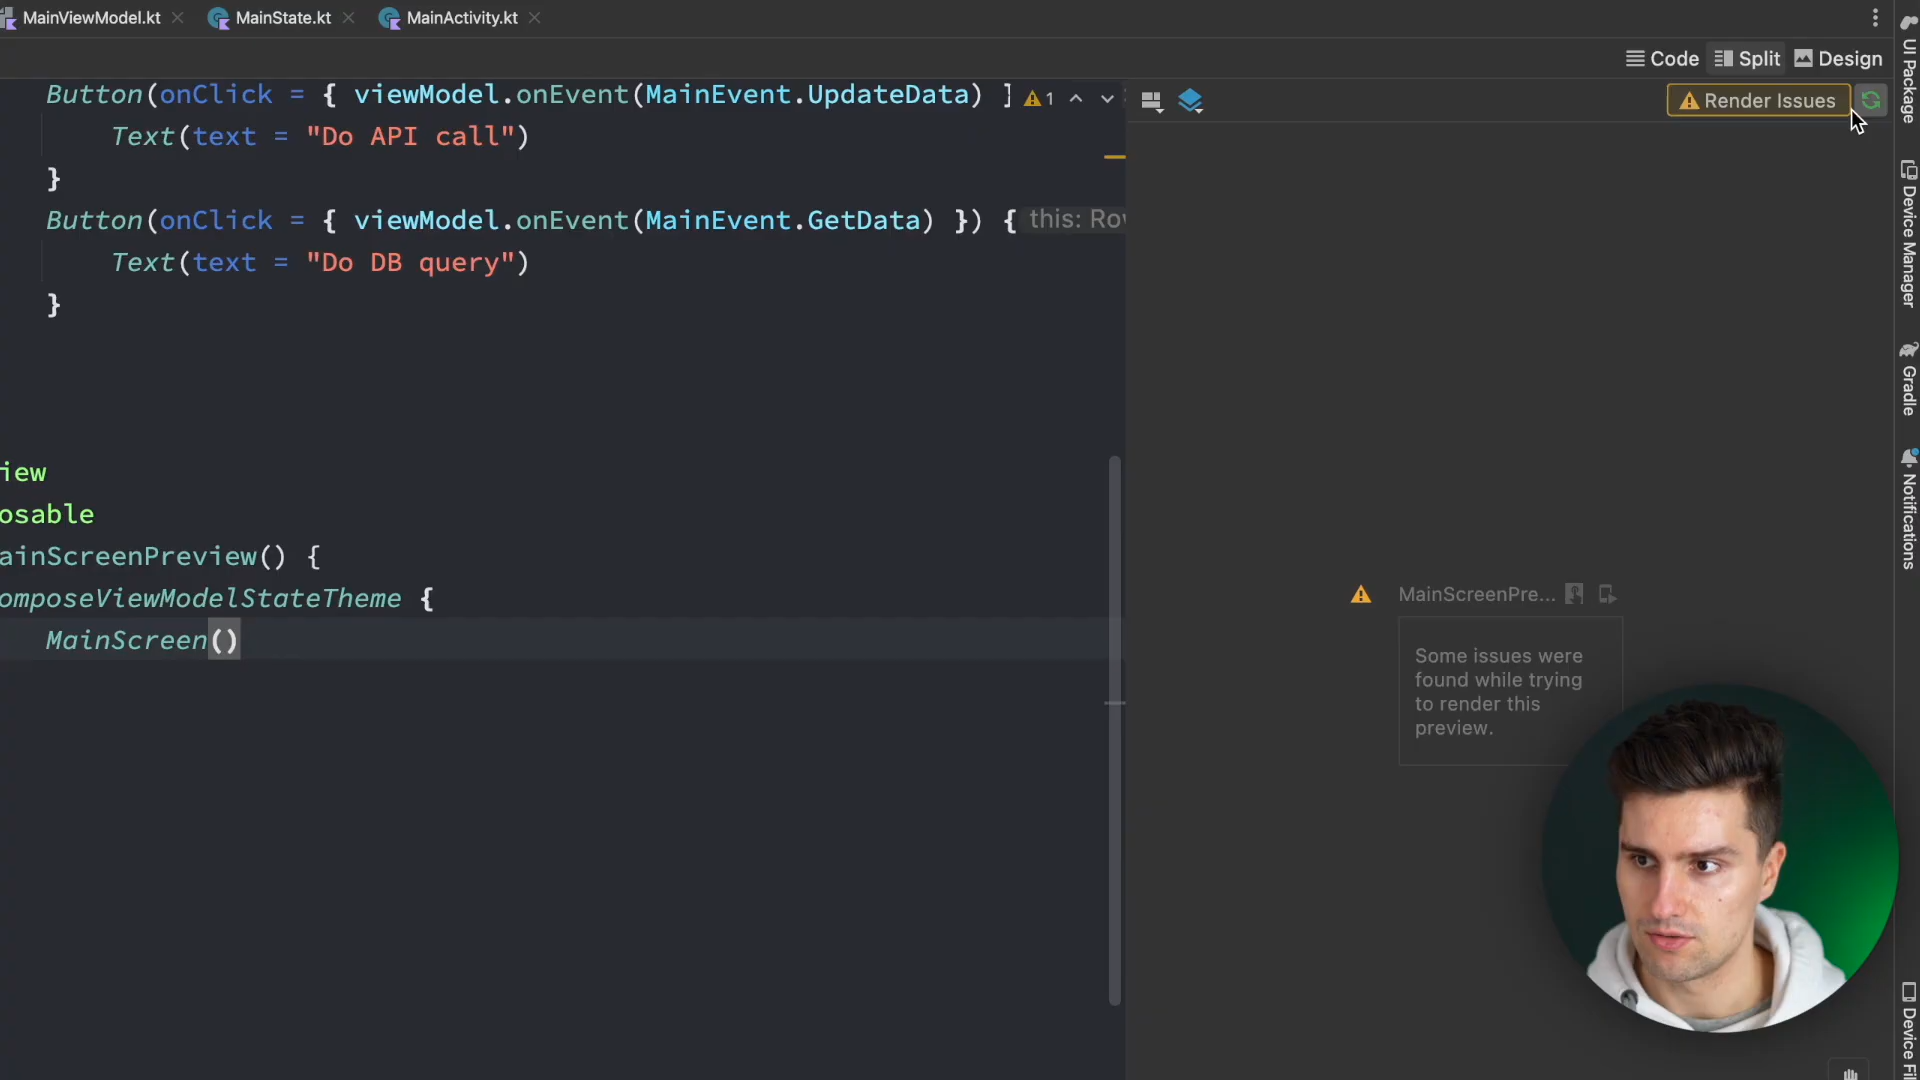 MainViewModel.kt
MainState.kt
MainActivity.kt
Code
Split
Design
Button(onClick = { viewModel.onEvent(MainEvent.UpdateData) }
1
Render Issues
Text(text = "Do API call")
}
Button(onClick = { viewModel.onEvent(MainEvent.GetData) }) { this: Row
Text(text = "Do DB query")
}
iew
osable
ainScreenPreview() {
omposeViewModelStateTheme {
MainScreen()
MainScreenPre...
Some issues were
found while trying
to render this
preview.
UI Package
Device Manager
Gradle
Notifications
Device Fi